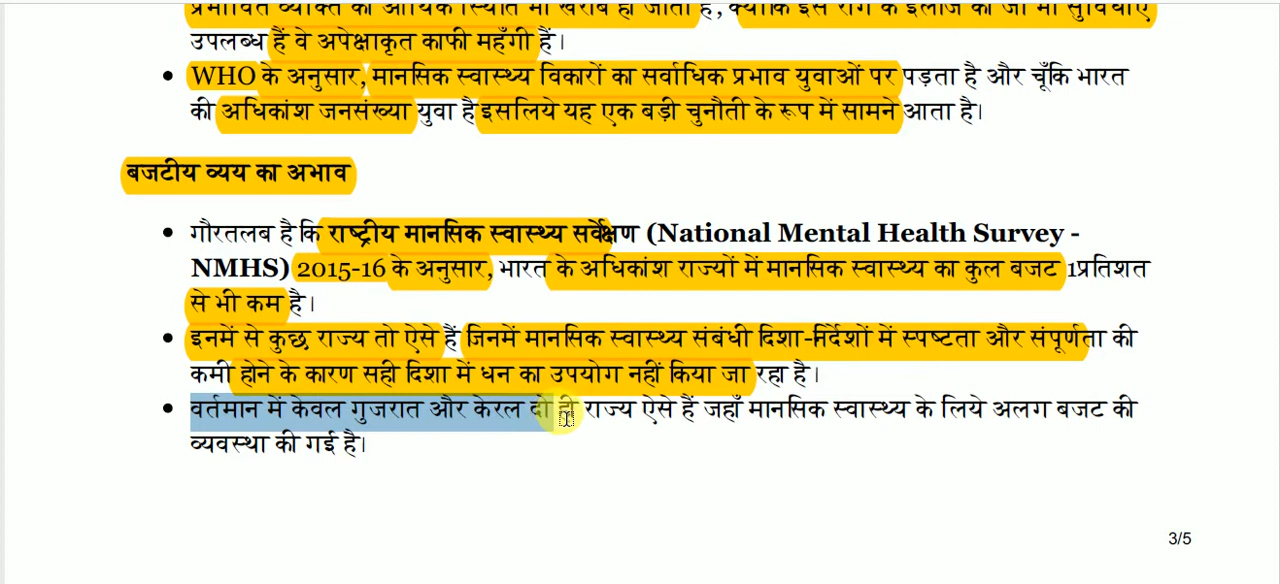 प्रभावित व्यक्ति की आर्थिक स्थिति भी खराब हो जाती है, क्योंकि इस रोग के इलाज की जो भी सुविधाएँ
उपलब्ध हैं वे अपेक्षाकृत काफी महँगी हैं।
WHO के अनुसार, मानसिक स्वास्थ्य विकारों का सर्वाधिक प्रभाव युवाओं पर पड़ता है और चूँकि भारत
की अधिकांश जनसंख्या युवा है इसलिये यह एक बड़ी चुनौती के रूप में सामने आता है।
बजटीय व्यय का अभाव
गौरतलब है कि राष्ट्रीय मानसिक स्वास्थ्य सर्वेक्षण (National Mental Health Survey -
NMHS) 2015-16 के अनुसार, भारत के अधिकांश राज्यों में मानसिक स्वास्थ्य का कुल बजट 1प्रतिशत
से भी कम है।
इनमें से कुछ राज्य तो ऐसे हैं जिनमें मानसिक स्वास्थ्य संबंधी दिशा-निर्देशों में स्पष्टता और संपूर्णता की
कमी होने के कारण सही दिशा में धन का उपयोग नहीं किया जा रहा है।
वर्तमान में केवल गुजरात और केरल दो ही राज्य ऐसे हैं जहाँ मानसिक स्वास्थ्य के लिये अलग बजट की
व्यवस्था की गई है।
3/5